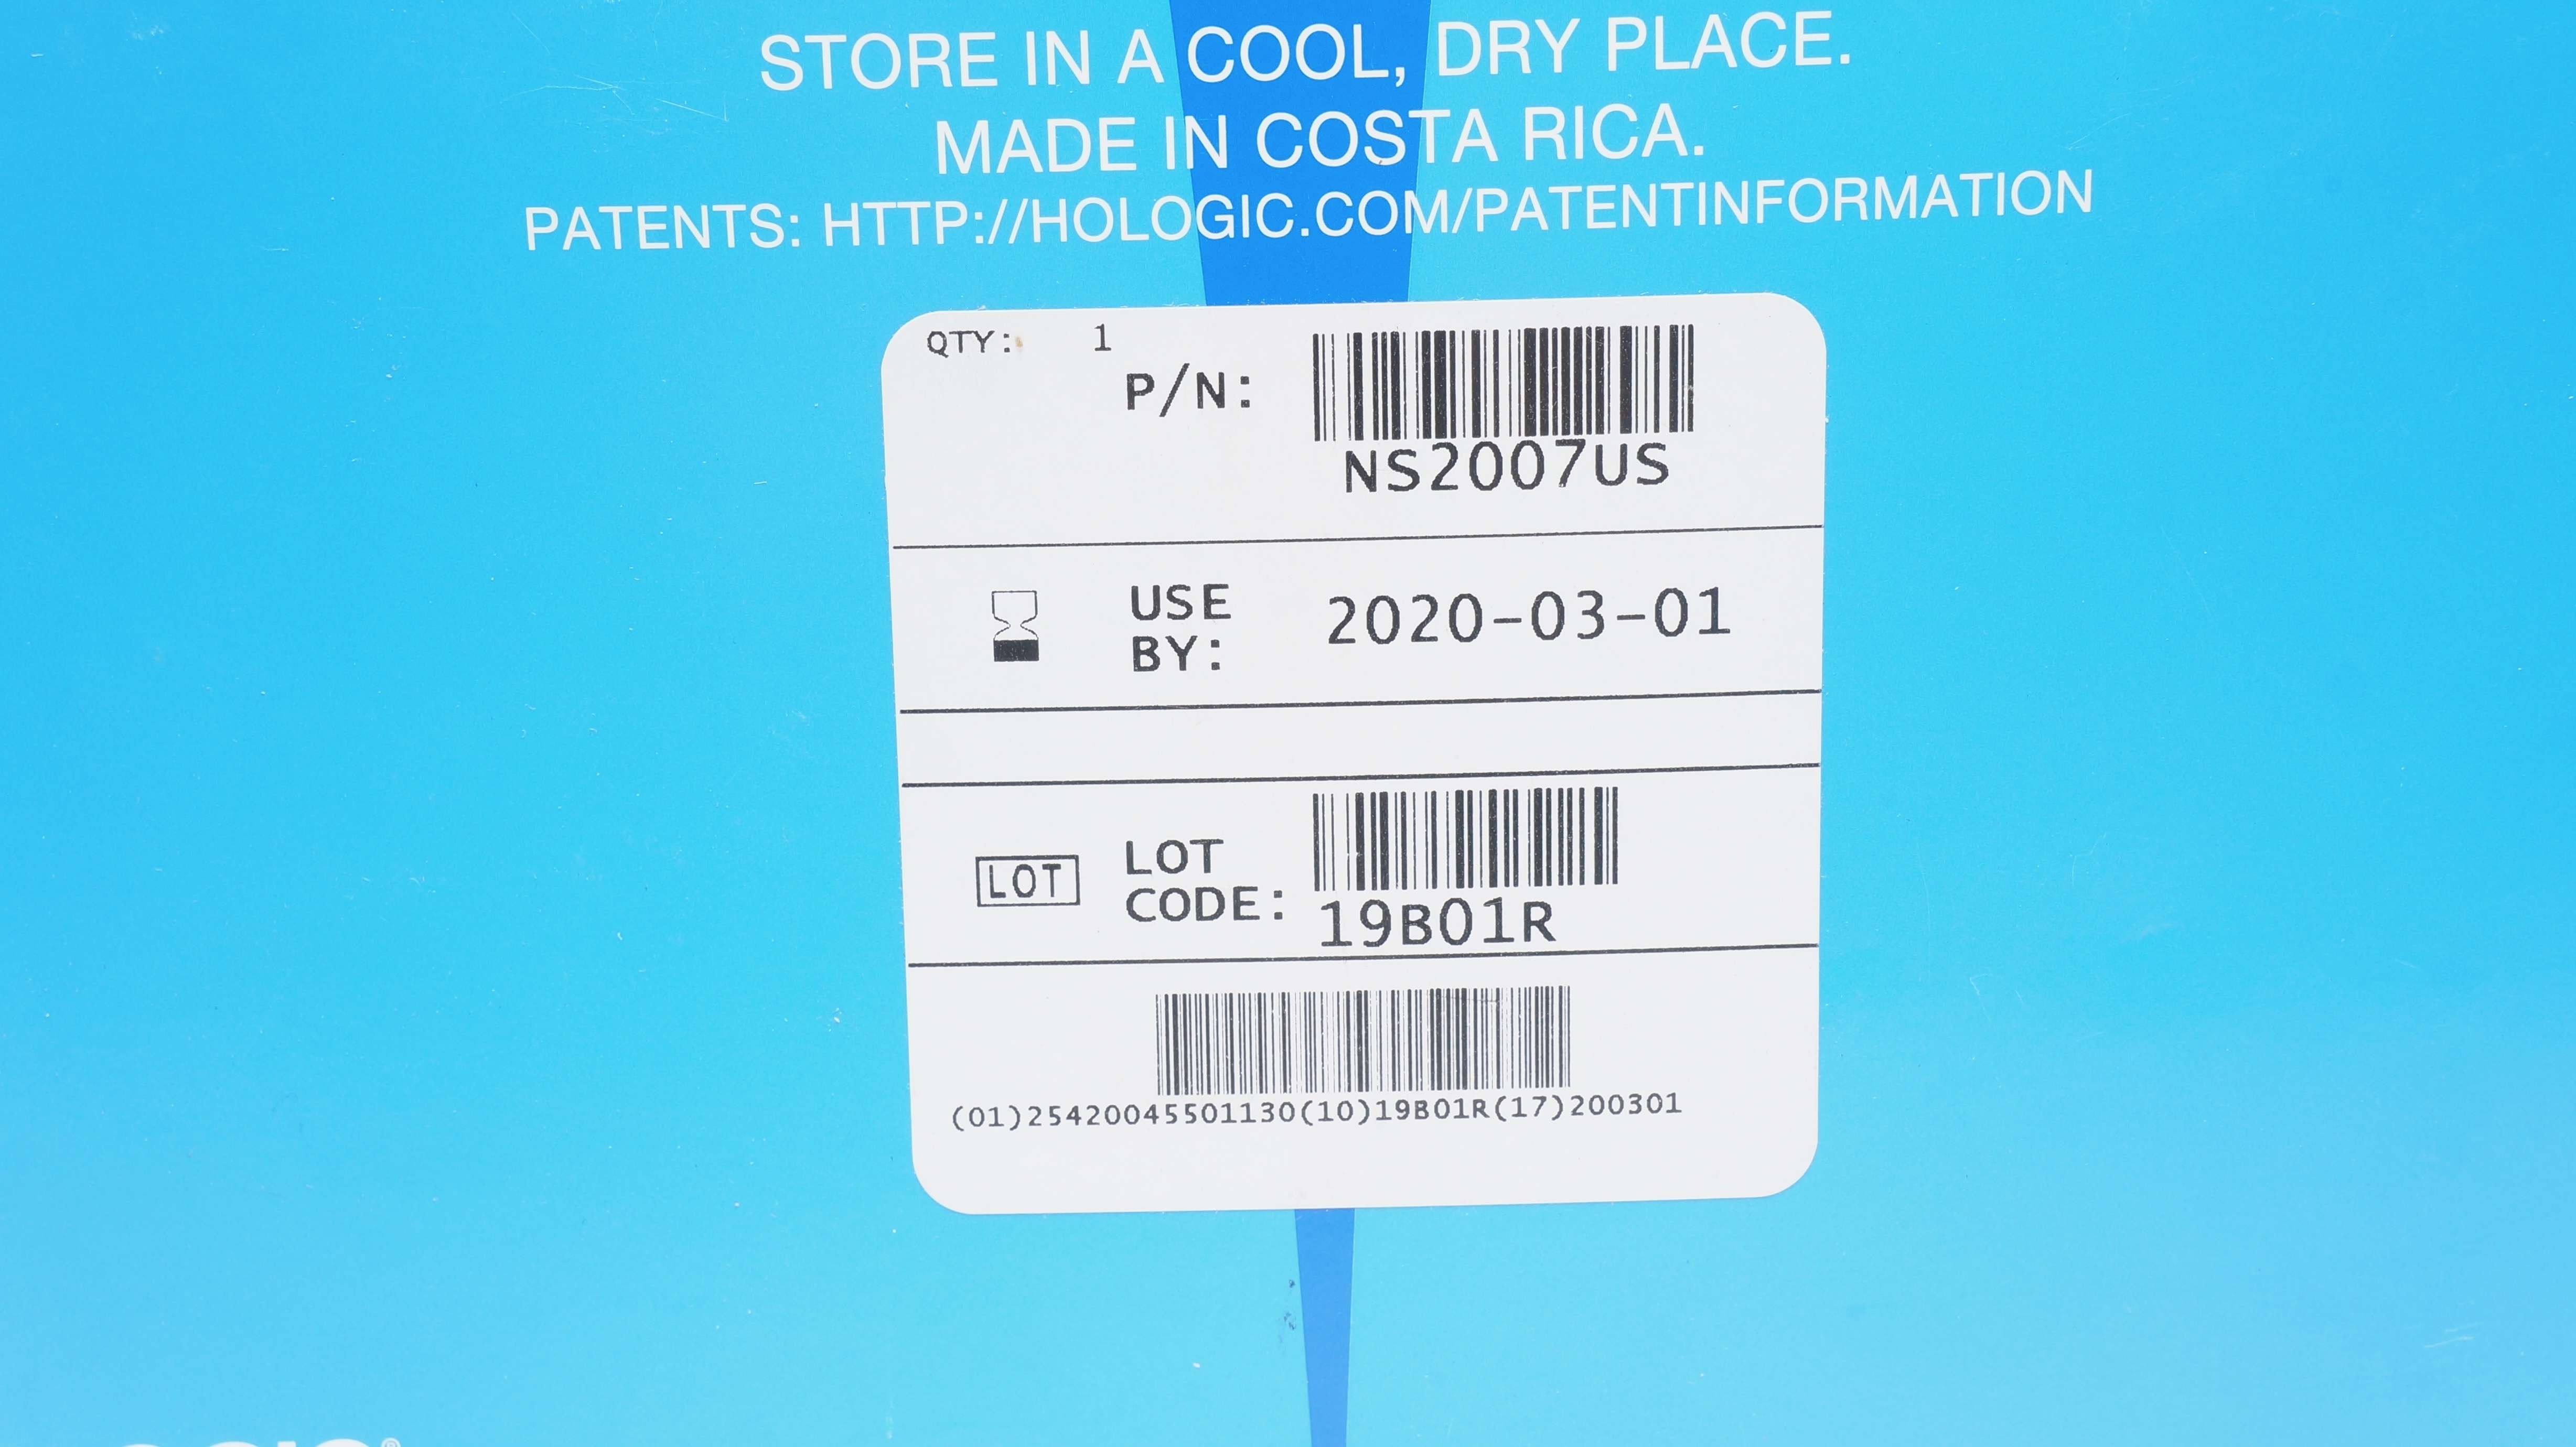 STORE IN A COOL, DRY PLACE.
MADE IN COSTA RICA.
PATENTS: HTTP://HOLOGIC.COM/PATENTINFORMATION
QTY: 1
P/N:
NS2007US
USE BY: 2020-03-01
LOT
LOT CODE:
19B01R
(01)25420045501130(10)19B01R(17)200301